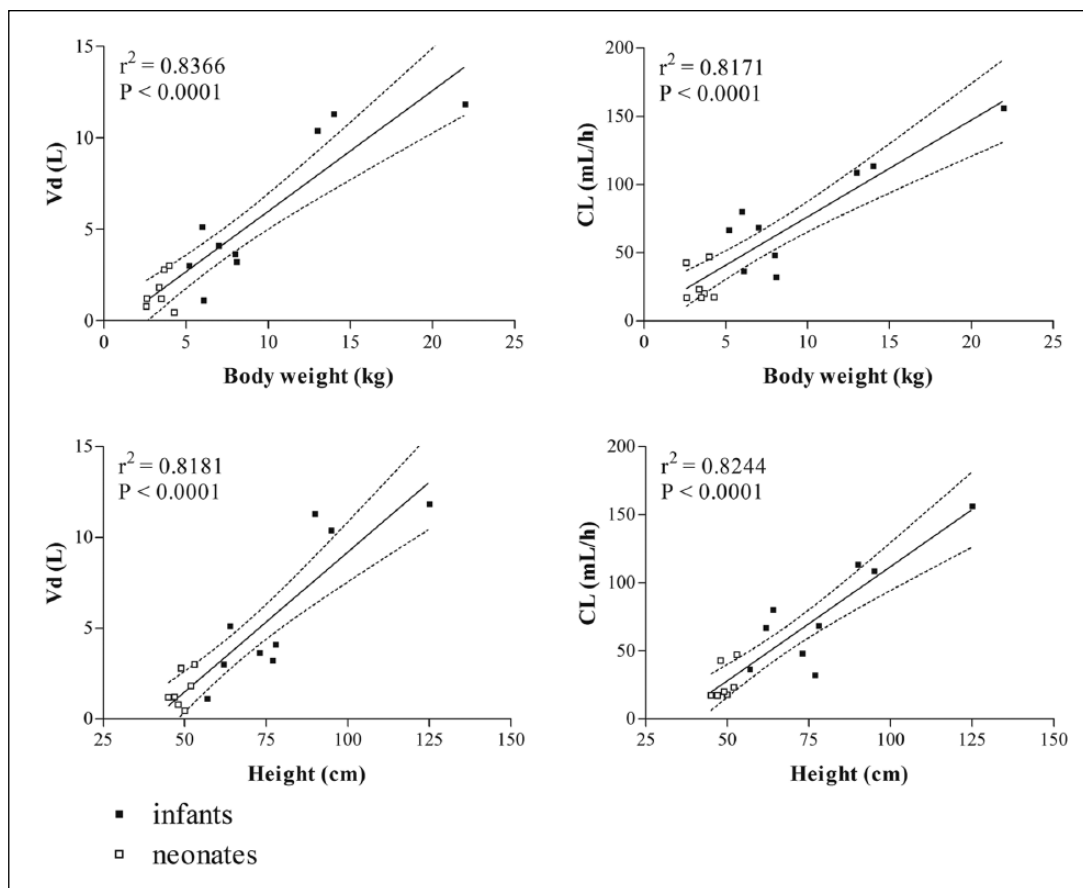 r² = 0.8366
P < 0.0001
Vd (L)
15
10
5
0
0 5 10 15 20 25
Body weight (kg)
r² = 0.8171
P < 0.0001
CL (mL/h)
200
150
100
50
0
0 5 10 15 20 25
Body weight (kg)
r² = 0.8181
P < 0.0001
Vd (L)
15
10
5
0
25 50 75 100 125 150
Height (cm)
r² = 0.8244
P < 0.0001
CL (mL/h)
200
150
100
50
0
25 50 75 100 125 150
Height (cm)
infants
neonates